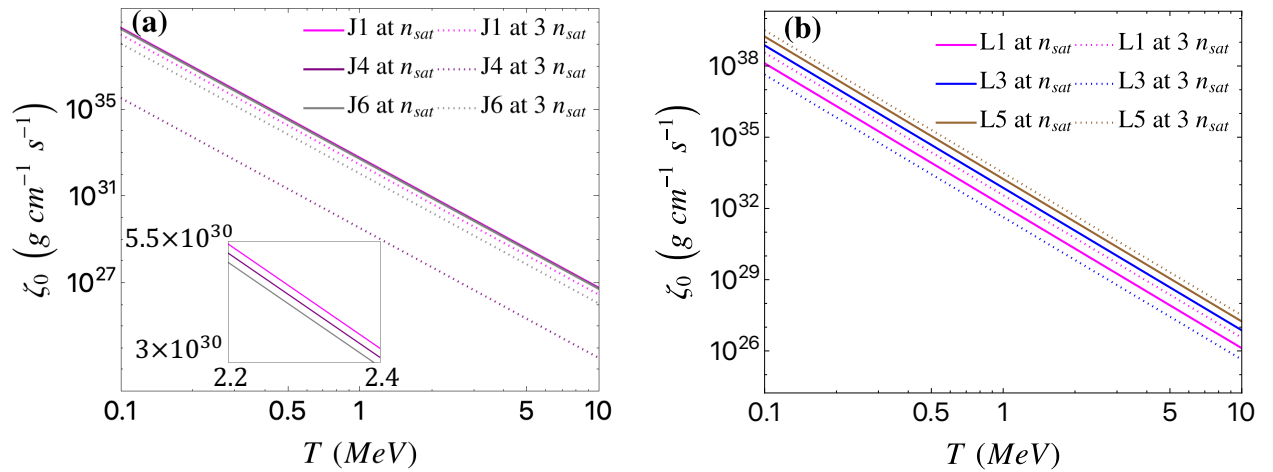 (a)
J1 at n_sat J1 at 3 n_sat
J4 at n_sat J4 at 3 n_sat
J6 at n_sat J6 at 3 n_sat
10^35
10^31
10^27
ζ_0 (g cm^-1 s^-1)
5.5×10^30
3×10^30
2.2 2.4
0.1 0.5 1 5 10
T (MeV)
(b)
L1 at n_sat L1 at 3 n_sat
L3 at n_sat L3 at 3 n_sat
L5 at n_sat L5 at 3 n_sat
10^38
10^35
10^32
10^29
10^26
ζ_0 (g cm^-1 s^-1)
0.1 0.5 1 5 10
T (MeV)